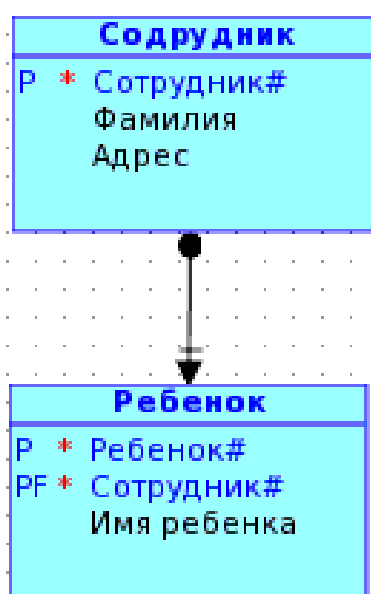 Содрудник
P * Сотрудник#
Фамилия
Адрес
Ребенок
P * Ребенок#
PF * Сотрудник#
Имя ребенка